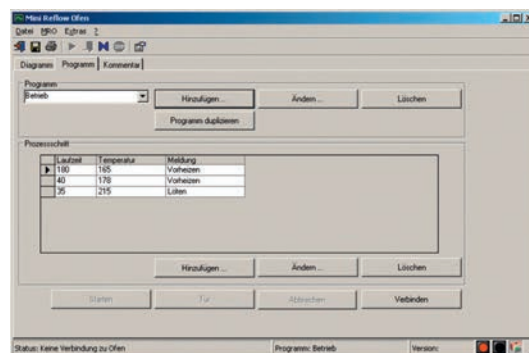 Mini Reflow Ofen
Datei MRO Extras ?
Diagramm Programm Kommentar
Programm
Betrieb
Hinzufügen... Ändern... Löschen
Programm duplizieren
Prozessschritt
Laufzeit Temperatur Meldung
180 165 Vorheizen
40 178 Vorheizen
35 215 Löten
Hinzufügen... Ändern... Löschen
Starten Tür Abbrechen Verbinden
Status: Keine Verbindung zu Ofen Programm: Betrieb Version: